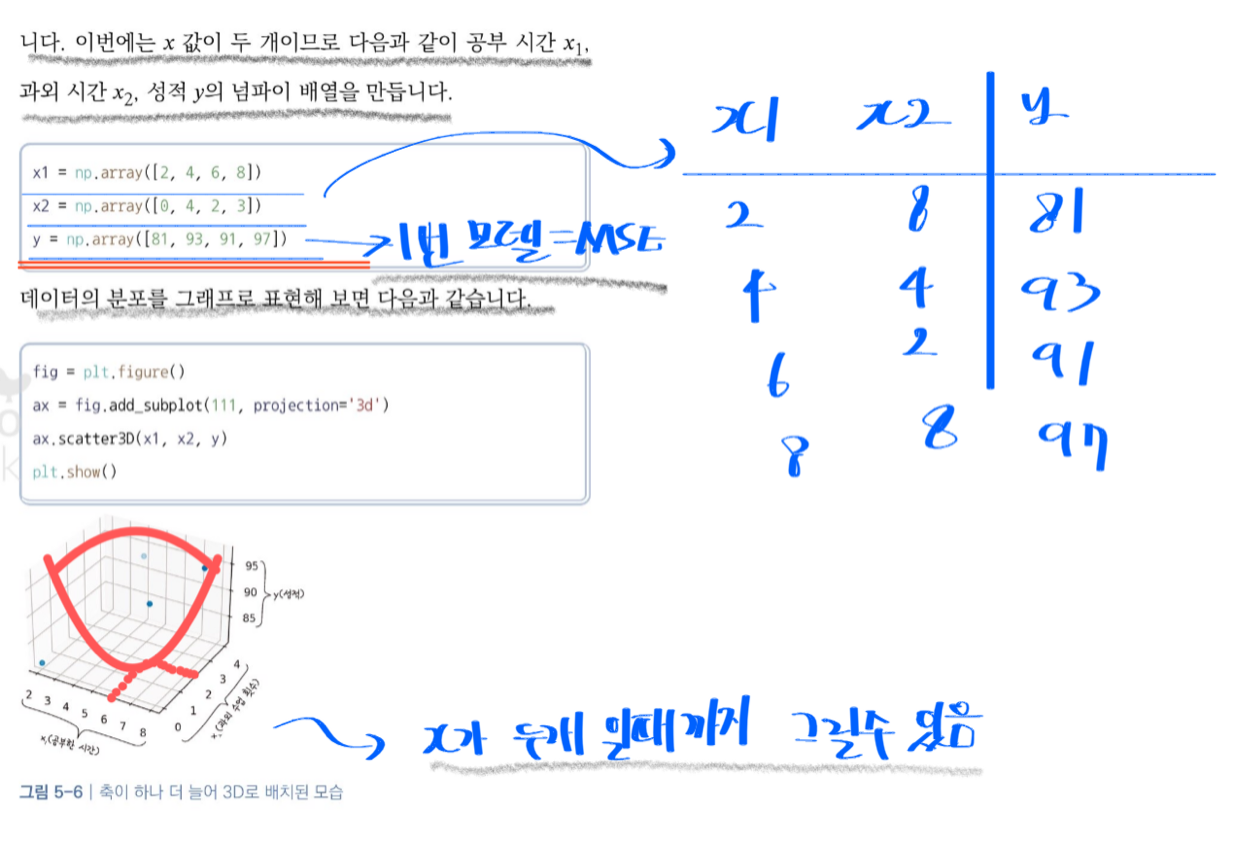 니다. 이번에는 x 값이 두 개이므로 다음과 같이 공부 시간 x1,
과외 시간 x2, 성적 y의 넘파이 배열을 만듭니다.
x1 = np.array([2, 4, 6, 8])
x2 = np.array([0, 4, 2, 3])
y = np.array([81, 93, 91, 97])
→ 1번 모델 = MSE
x1 x2 y
2 8 81
4 4 93
6 2 91
8 8 97
데이터의 분포를 그래프로 표현해 보면 다음과 같습니다.
fig = plt.figure()
ax = fig.add_subplot(111, projection='3d')
ax.scatter3D(x1, x2, y)
plt.show()
95
90 y(성적)
85
2 3 4 5 6 7 8
0 1 2 3 4
x1(공부한 시간)
x2(과외 수업 횟수)
x가 두개 일때 까지 그릴수 있음
그림 5-6 | 축이 하나 더 늘어 3D로 배치된 모습